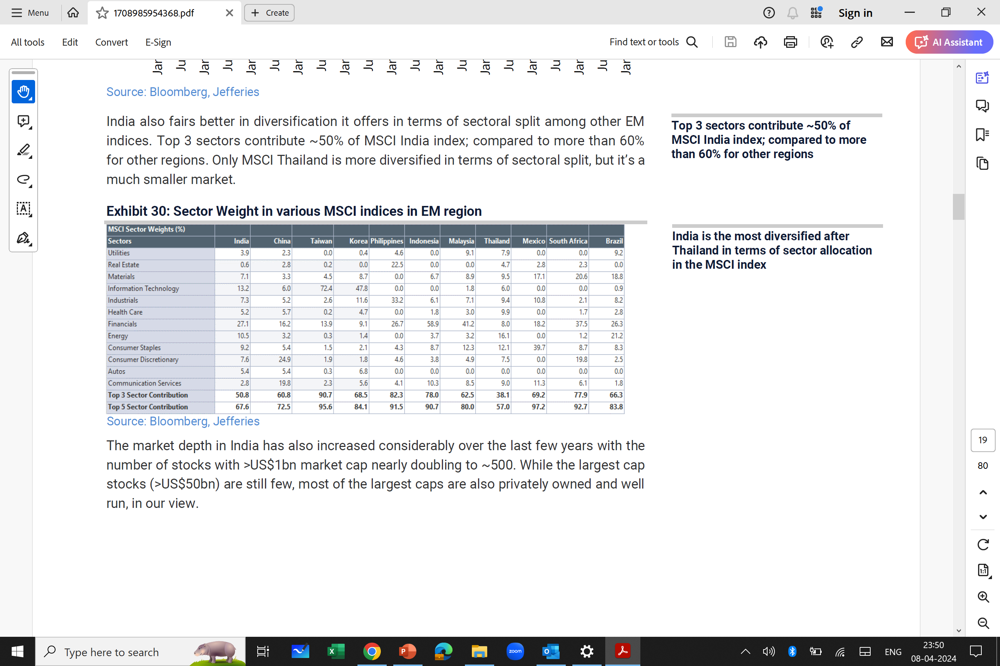 Menu
1708985954368.pdf
Create
Sign in
All tools Edit Convert E-Sign
Find text or tools
AI Assistant
Jar Ju Jar Ju Jar Ju Jar Ju Jar Ju Jar Ju Jar Ju Jar Ju Jar Ju Jar Ju Jar
Source: Bloomberg, Jefferies
India also fairs better in diversification it offers in terms of sectoral split among other EM
indices. Top 3 sectors contribute ~50% of MSCI India index; compared to more than 60%
for other regions. Only MSCI Thailand is more diversified in terms of sectoral split, but it’s a
much smaller market.
Top 3 sectors contribute ~50% of
MSCI India index; compared to more
than 60% for other regions
Exhibit 30: Sector Weight in various MSCI indices in EM region
MSCI Sector Weights (%)
Sectors India China Taiwan Korea Philippines Indonesia Malaysia Thailand Mexico South Africa Brazil
Utilities 3.9 2.3 0.0 0.4 4.6 0.0 9.1 7.9 0.0 0.0 9.2
Real Estate 0.6 2.8 0.2 0.0 22.5 0.0 0.0 4.7 2.8 2.3 0.0
Materials 7.1 3.3 4.5 8.7 0.0 6.7 8.9 9.5 17.1 20.6 18.8
Information Technology 13.2 6.0 72.4 47.8 0.0 0.0 1.8 6.0 0.0 0.0 0.9
Industrials 7.3 5.2 2.6 11.6 33.2 6.1 7.1 9.4 10.8 2.1 8.2
Health Care 5.2 5.7 0.2 4.7 0.0 1.8 3.0 9.9 0.0 1.7 2.8
Financials 27.1 16.2 13.9 9.1 26.7 58.9 41.2 8.0 18.2 37.5 26.3
Energy 10.5 3.2 0.3 1.4 0.0 3.7 3.2 16.1 0.0 1.2 21.2
Consumer Staples 9.2 5.4 1.5 2.1 4.3 8.7 12.3 12.1 39.7 8.7 8.3
Consumer Discretionary 7.6 24.9 1.9 1.8 4.6 3.8 4.9 7.5 0.0 19.8 2.5
Autos 5.4 5.4 0.3 6.8 0.0 0.0 0.0 0.0 0.0 0.0 0.0
Communication Services 2.8 19.8 2.3 5.6 4.1 10.3 8.5 9.0 11.3 6.1 1.8
Top 3 Sector Contribution 50.8 60.8 90.7 68.5 82.3 78.0 62.5 38.1 69.2 77.9 66.3
Top 5 Sector Contribution 67.6 72.5 95.6 84.1 91.5 90.7 80.0 57.0 97.2 92.7 83.8
Source: Bloomberg, Jefferies
India is the most diversified after
Thailand in terms of sector allocation
in the MSCI index
The market depth in India has also increased considerably over the last few years with the
number of stocks with >US$1bn market cap nearly doubling to ~500. While the largest cap
stocks (>US$50bn) are still few, most of the largest caps are also privately owned and well
run, in our view.
19
80
1:1
Type here to search
zoom
ENG
23:50
08-04-2024